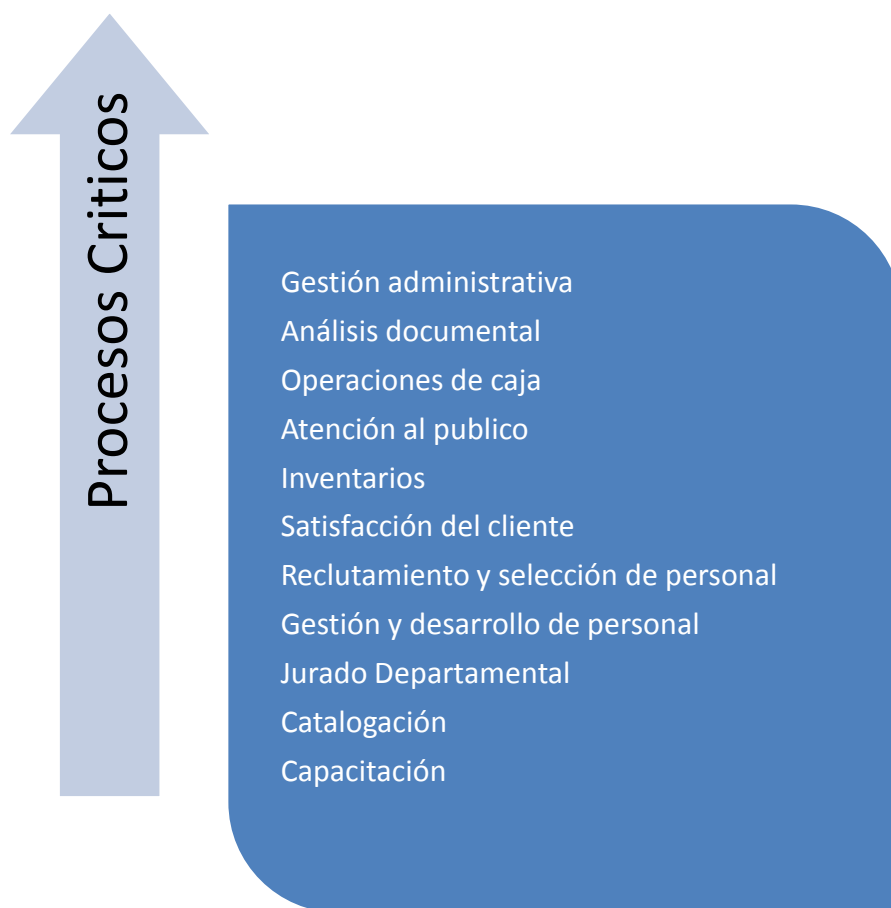 Procesos Criticos
Gestión administrativa
Análisis documental
Operaciones de caja
Atención al publico
Inventarios
Satisfacción del cliente
Reclutamiento y selección de personal
Gestión y desarrollo de personal
Jurado Departamental
Catalogación
Capacitación